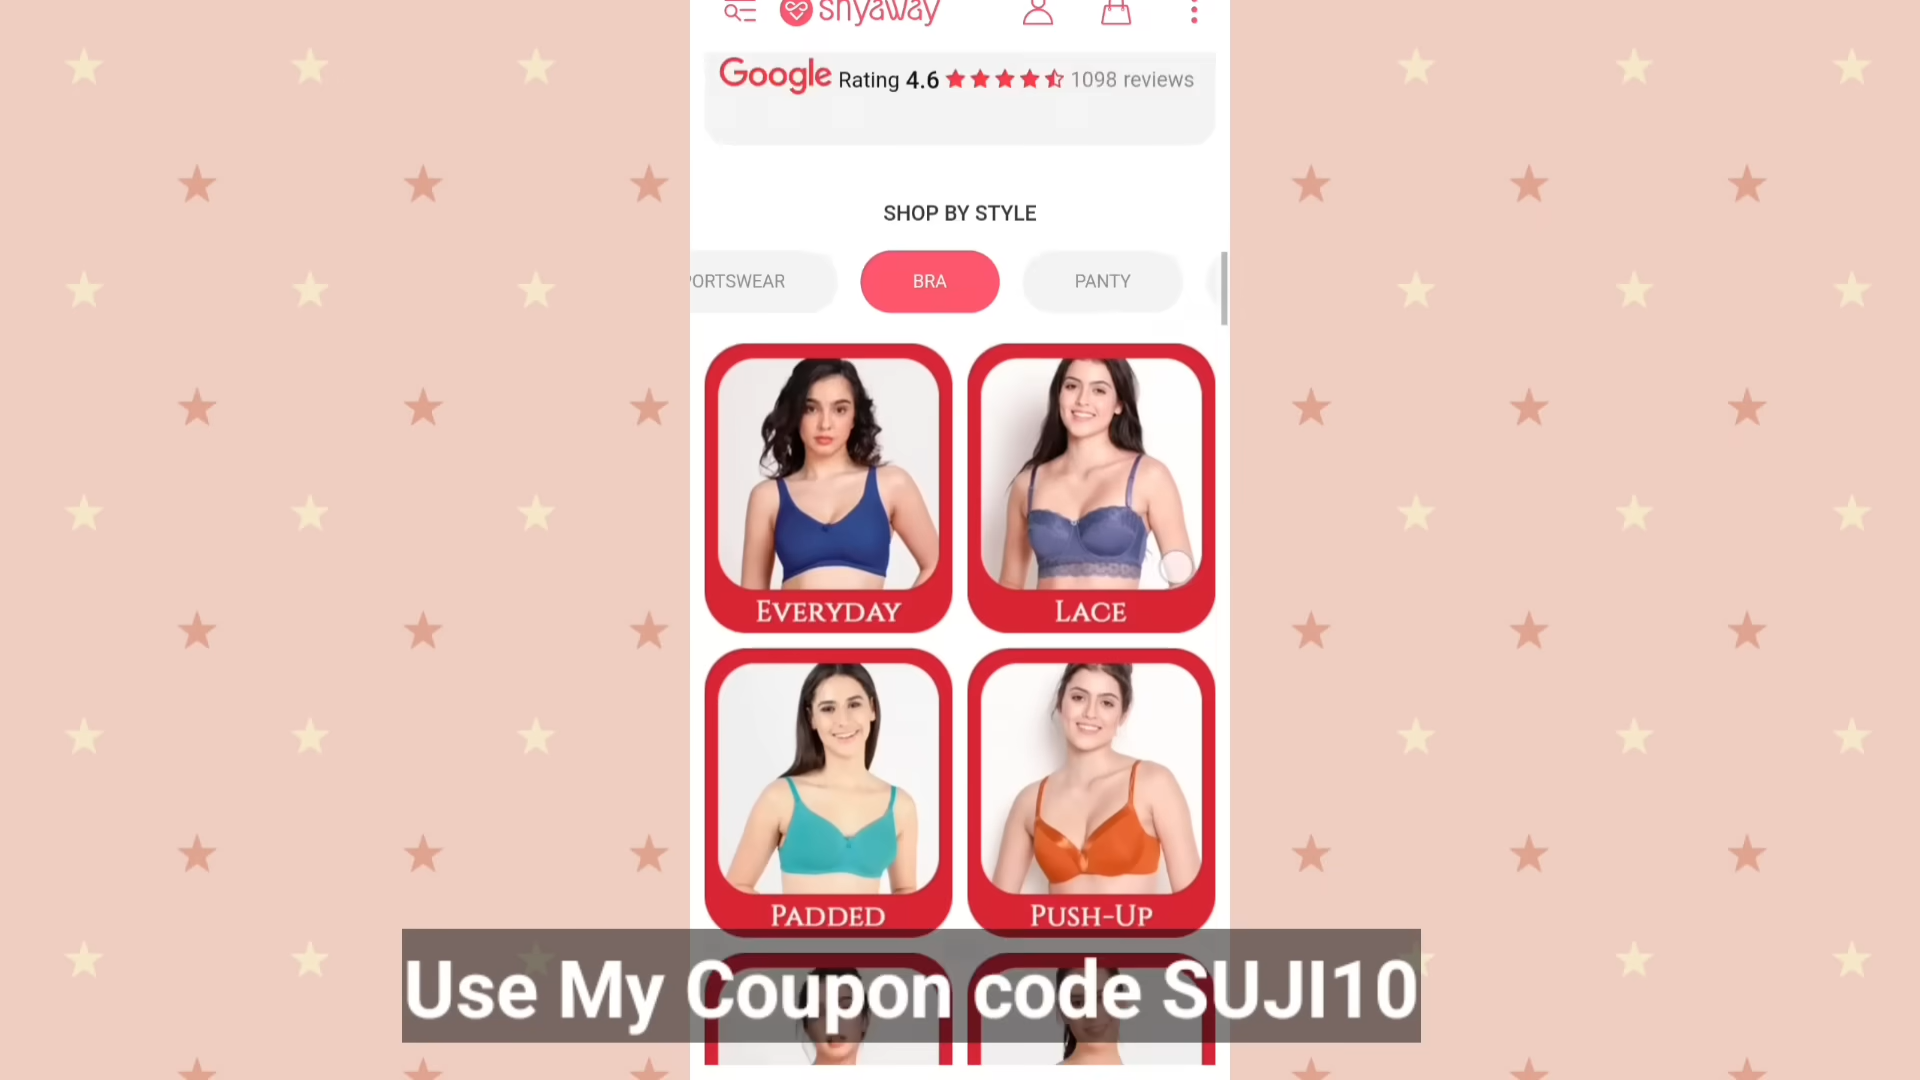 shyaway
Google Rating 4.6 1098 reviews
SHOP BY STYLE
PORTSWEAR BRA PANTY
EVERYDAY LACE
PADDED PUSH-UP
Use My Coupon code SUJI10